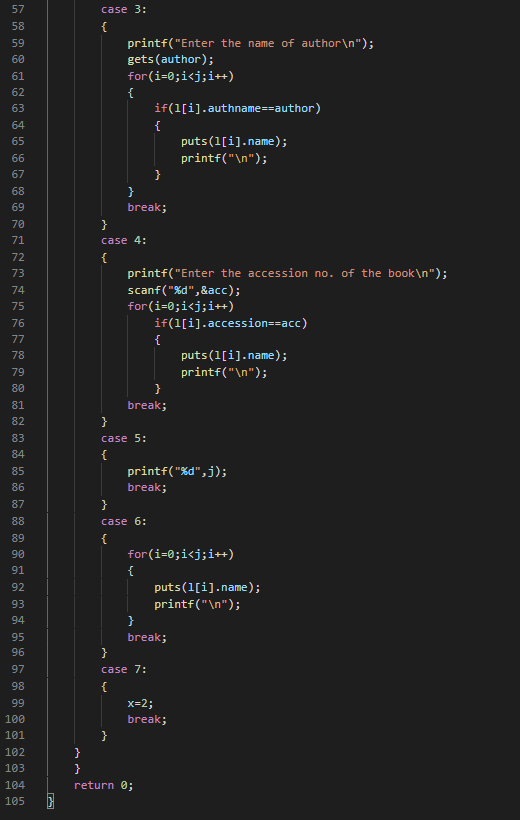 57 case 3:
58 {
59 printf("Enter the name of author\n");
60 gets(author);
61 for(i=0;i<j;i++)
62 {
63 if(l[i].authname==author)
64 {
65 puts(l[i].name);
66 printf("\n");
67 }
68 }
69 break;
70 }
71 case 4:
72 {
73 printf("Enter the accession no. of the book\n");
74 scanf("%d",&acc);
75 for(i=0;i<j;i++)
76 if(l[i].accession==acc)
77 {
78 puts(l[i].name);
79 printf("\n");
80 }
81 break;
82 }
83 case 5:
84 {
85 printf("%d",j);
86 break;
87 }
88 case 6:
89 {
90 for(i=0;i<j;i++)
91 {
92 puts(l[i].name);
93 printf("\n");
94 }
95 break;
96 }
97 case 7:
98 {
99 x=2;
100 break;
101 }
102 }
103 }
104 return 0;
105 }